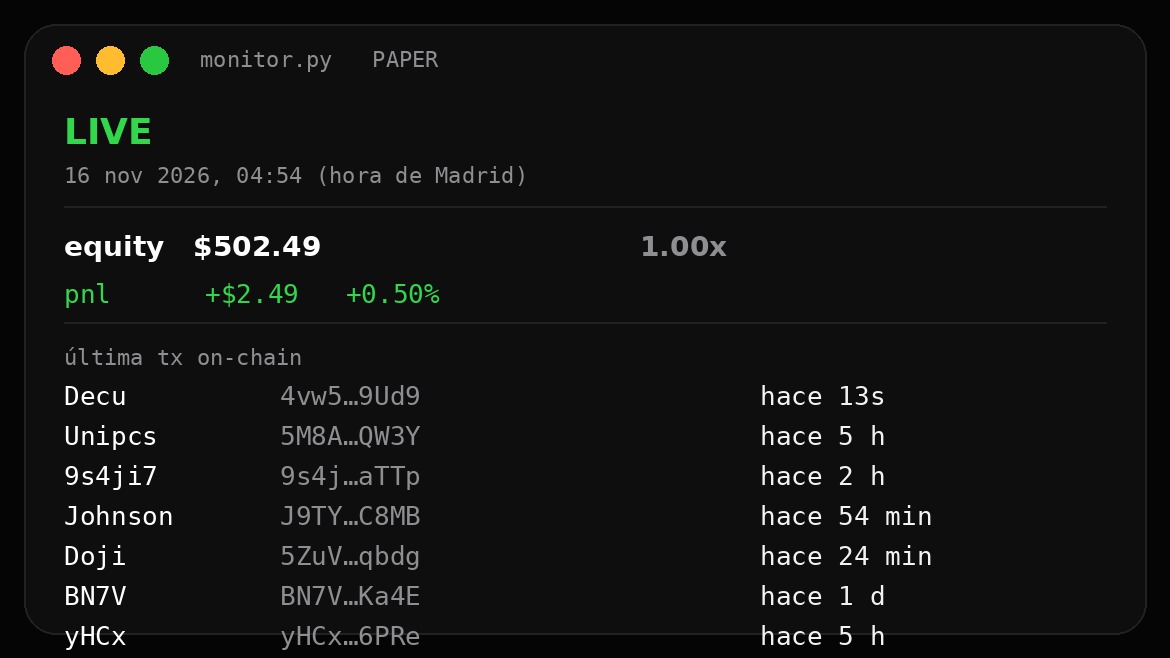 monitor.py PAPER
LIVE
16 nov 2026, 04:54 (hora de Madrid)
equity $502.49 1.00x
pnl +$2.49 +0.50%
última tx on-chain
Decu 4vw5…9Ud9 hace 13s
Unipcs 5M8A…QW3Y hace 5 h
9s4ji7 9s4j…aTTp hace 2 h
Johnson J9TY…C8MB hace 54 min
Doji 5ZuV…qbdg hace 24 min
BN7V BN7V…Ka4E hace 1 d
yHCx yHCx…6PRe hace 5 h